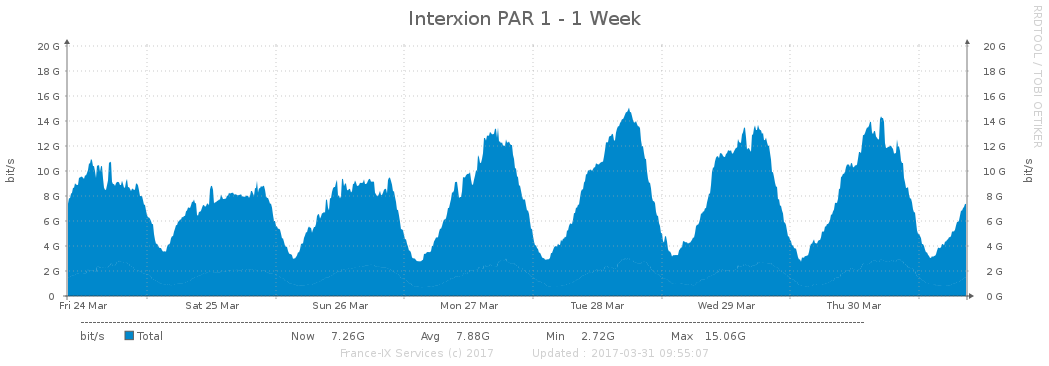 Interxion PAR 1 - 1 Week
RRDTOOL / TOBI OETIKER
bit/s
bit/s
20 G 20 G
18 G 18 G
16 G 16 G
14 G 14 G
12 G 12 G
10 G 10 G
8 G 8 G
6 G 6 G
4 G 4 G
2 G 2 G
0 0 G
Fri 24 Mar Sat 25 Mar Sun 26 Mar Mon 27 Mar Tue 28 Mar Wed 29 Mar Thu 30 Mar
bit/s Total Now 7.26G Avg 7.88G Min 2.72G Max 15.06G
France-IX Services (c) 2017 Updated : 2017-03-31 09:55:07